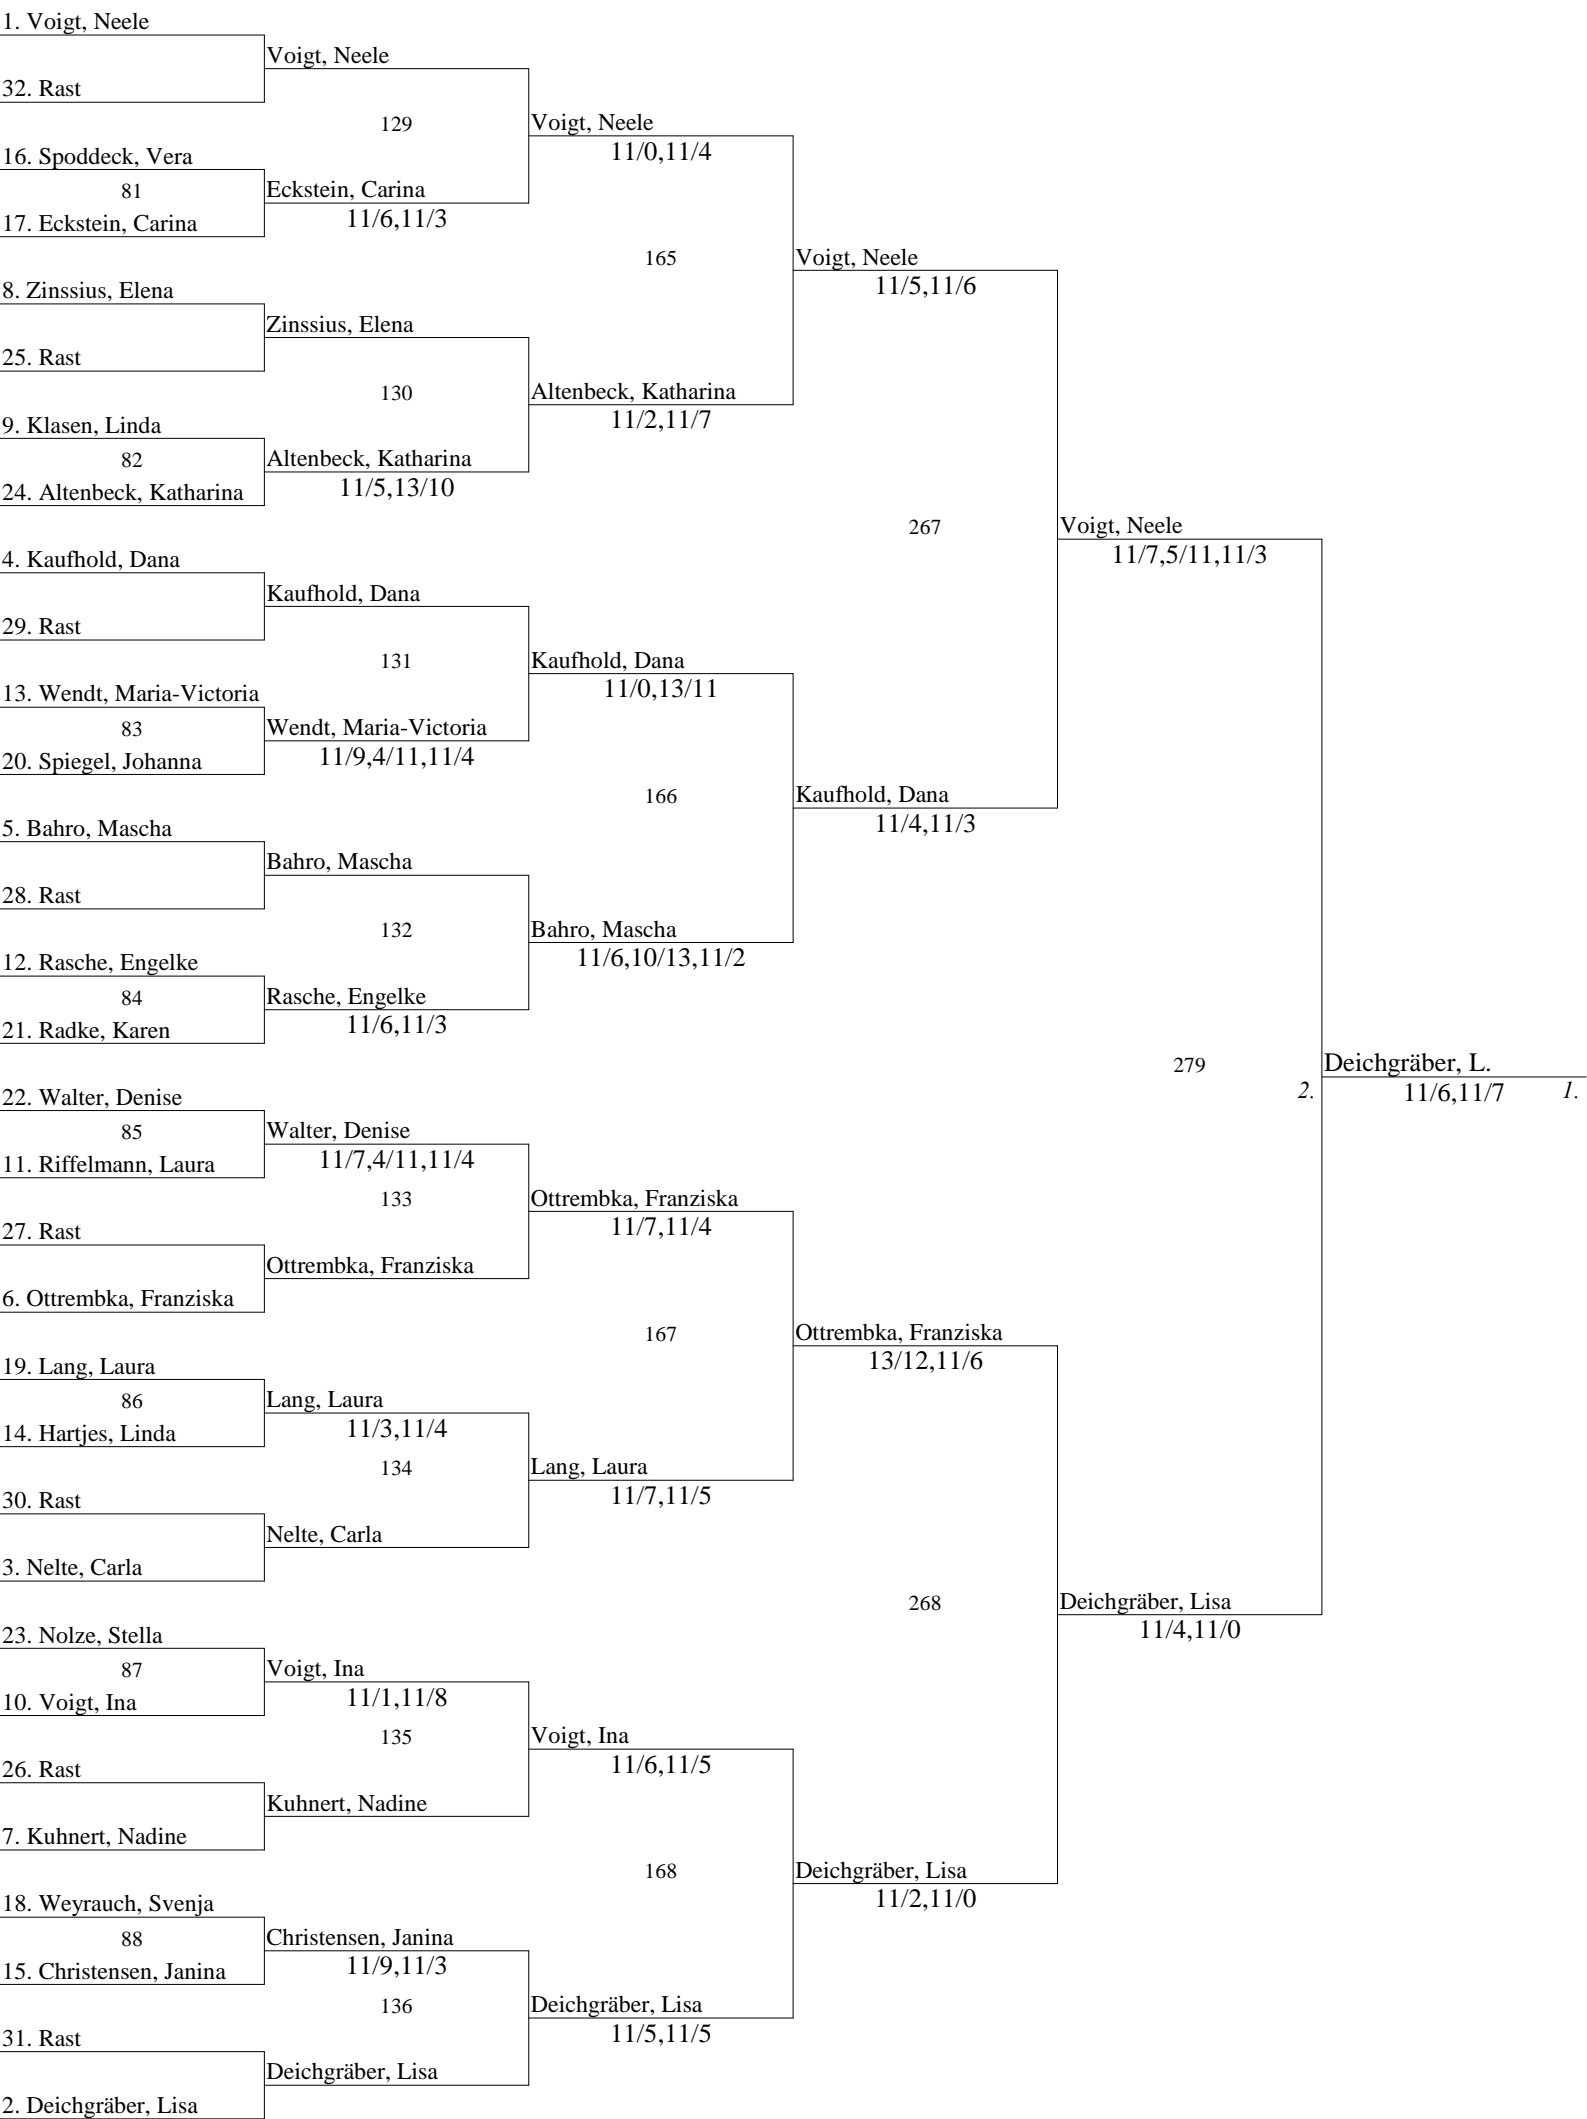 1. Voigt, Neele
Voigt, Neele
32. Rast
129
Voigt, Neele
11/0,11/4
16. Spoddeck, Vera
81
Eckstein, Carina
11/6,11/3
17. Eckstein, Carina
165
Voigt, Neele
11/5,11/6
8. Zinssius, Elena
Zinssius, Elena
25. Rast
130
Altenbeck, Katharina
11/2,11/7
9. Klasen, Linda
82
Altenbeck, Katharina
11/5,13/10
24. Altenbeck, Katharina
267
Voigt, Neele
11/7,5/11,11/3
4. Kaufhold, Dana
Kaufhold, Dana
29. Rast
131
Kaufhold, Dana
11/0,13/11
13. Wendt, Maria-Victoria
83
Wendt, Maria-Victoria
11/9,4/11,11/4
20. Spiegel, Johanna
166
Kaufhold, Dana
11/4,11/3
5. Bahro, Mascha
Bahro, Mascha
28. Rast
132
Bahro, Mascha
11/6,10/13,11/2
12. Rasche, Engelke
84
Rasche, Engelke
11/6,11/3
21. Radke, Karen
279
2.
Deichgräber, L.
11/6,11/7
1.
22. Walter, Denise
85
Walter, Denise
11/7,4/11,11/4
11. Riffelmann, Laura
133
Ottrembka, Franziska
11/7,11/4
27. Rast
Ottrembka, Franziska
6. Ottrembka, Franziska
167
Ottrembka, Franziska
13/12,11/6
19. Lang, Laura
86
Lang, Laura
11/3,11/4
14. Hartjes, Linda
134
Lang, Laura
11/7,11/5
30. Rast
Nelte, Carla
3. Nelte, Carla
268
Deichgräber, Lisa
11/4,11/0
23. Nolze, Stella
87
Voigt, Ina
11/1,11/8
10. Voigt, Ina
135
Voigt, Ina
11/6,11/5
26. Rast
Kuhnert, Nadine
7. Kuhnert, Nadine
168
Deichgräber, Lisa
11/2,11/0
18. Weyrauch, Svenja
88
Christensen, Janina
11/9,11/3
15. Christensen, Janina
136
Deichgräber, Lisa
11/5,11/5
31. Rast
Deichgräber, Lisa
2. Deichgräber, Lisa